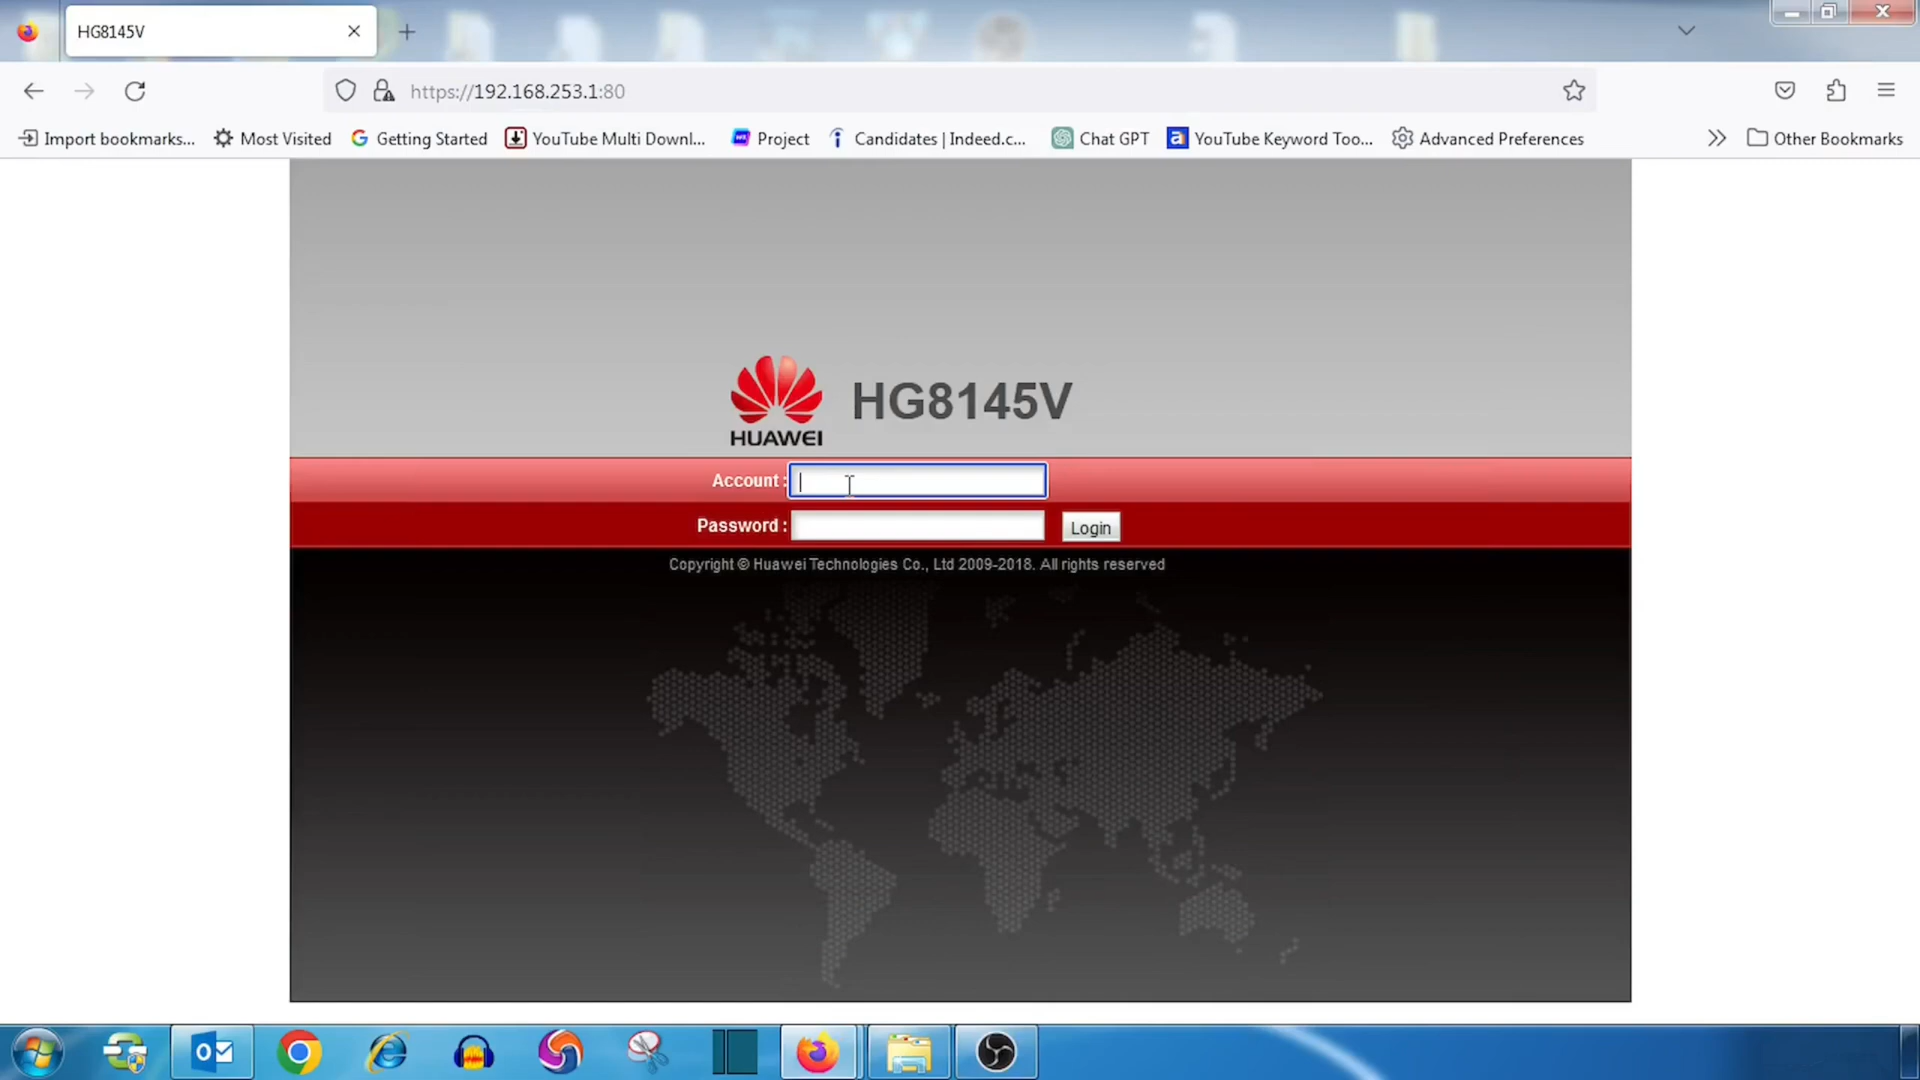 HG8145V
https://192.168.253.1:80
Import bookmarks... Most Visited Getting Started YouTube Multi Downl... Project Candidates | Indeed.c... Chat GPT YouTube Keyword Too... Advanced Preferences Other Bookmarks
HUAWEI
HG8145V
Account :
Password : Login
Copyright © Huawei Technologies Co., Ltd 2009-2018. All rights reserved